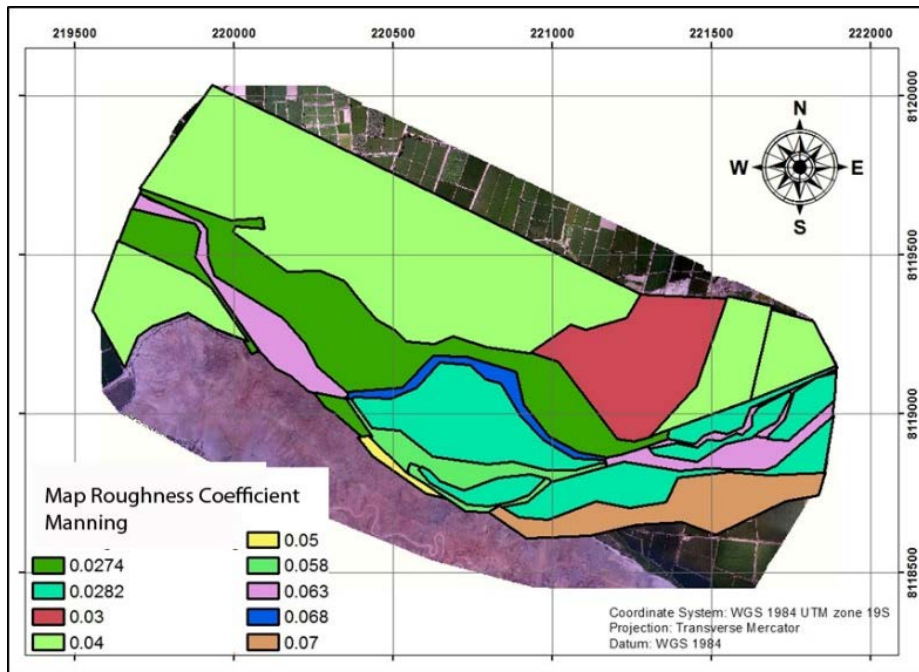 219500 220000 220500 221000 221500 222000
8120000
N
W E
S
8119500
8119000
8118500
Map Roughness Coefficient
Manning
0.0274
0.0282
0.03
0.04
0.05
0.058
0.063
0.068
0.07
Coordinate System: WGS 1984 UTM zone 19S
Projection: Transverse Mercator
Datum: WGS 1984